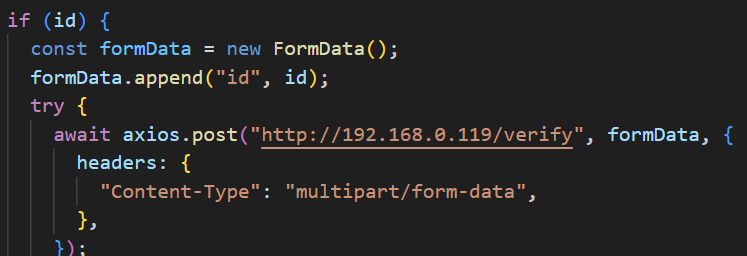 if (id) {
const formData = new FormData();
formData.append("id", id);
try {
await axios.post("http://192.168.0.119/verify", formData, {
headers: {
"Content-Type": "multipart/form-data",
},
});